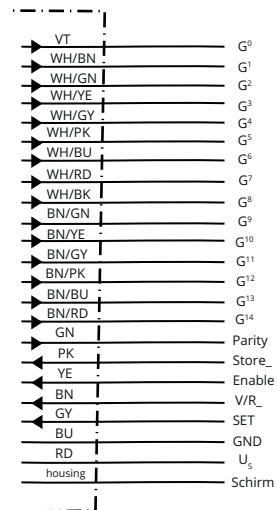 VT G⁰
WH/BN G¹
WH/GN G²
WH/YE G³
WH/GY G⁴
WH/PK G⁵
WH/BU G⁶
WH/RD G⁷
WH/BK G⁸
BN/GN G⁹
BN/YE G¹⁰
BN/GY G¹¹
BN/PK G¹²
BN/BU G¹³
BN/RD G¹⁴
GN Parity
PK Store_
YE Enable
BN V/R_
GY SET
BU GND
RD Uₛ
housing Schirm